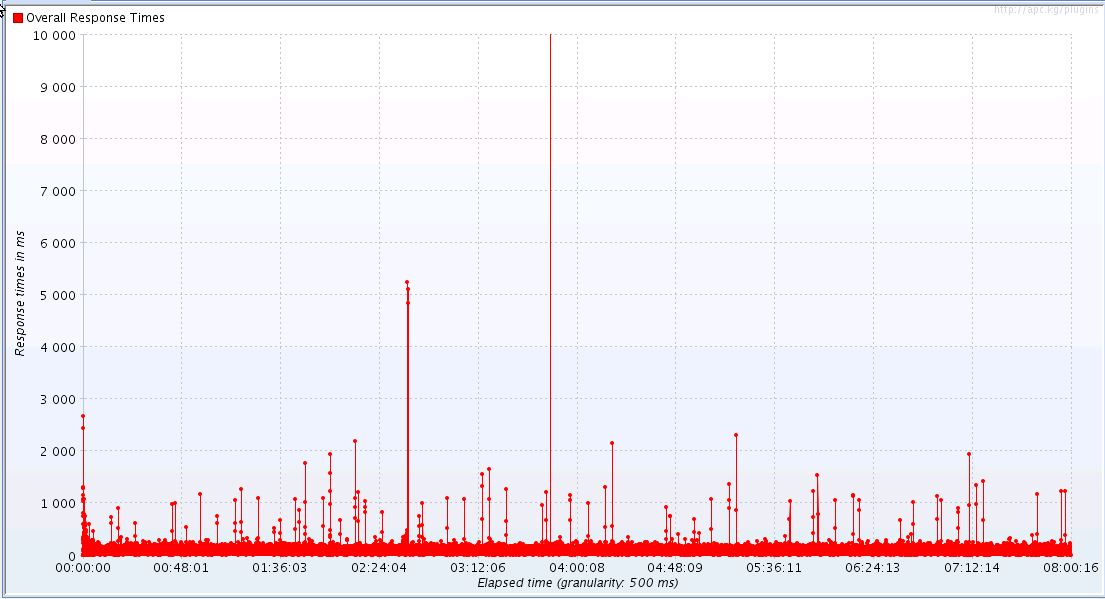 http://apc.kg/plugins
Overall Response Times
10 000
9 000
8 000
7 000
6 000
5 000
4 000
3 000
2 000
1 000
0
Response times in ms
00:00:00 00:48:01 01:36:03 02:24:04 03:12:06 04:00:08 04:48:09 05:36:11 06:24:13 07:12:14 08:00:16
Elapsed time (granularity: 500 ms)